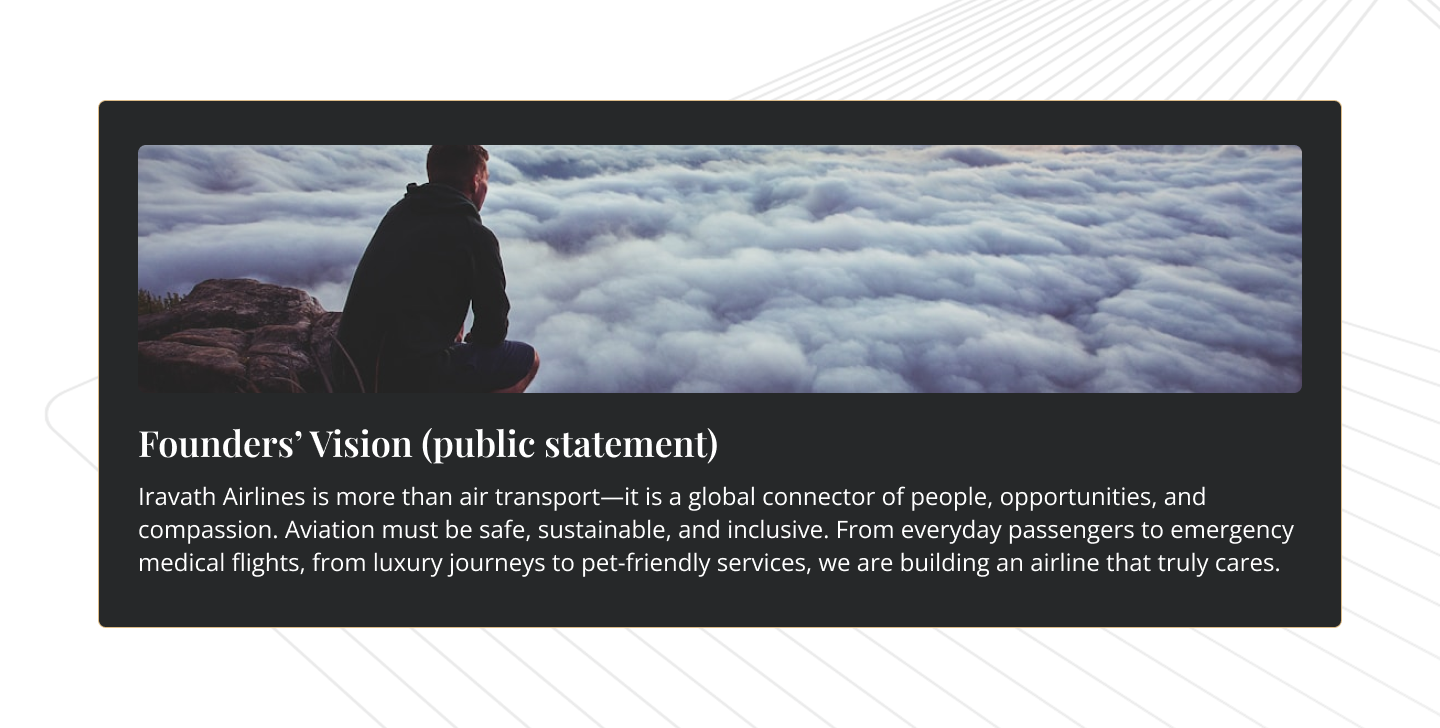 Founders’ Vision (public statement)
Iravath Airlines is more than air transport—it is a global connector of people, opportunities, and
compassion. Aviation must be safe, sustainable, and inclusive. From everyday passengers to emergency
medical flights, from luxury journeys to pet-friendly services, we are building an airline that truly cares.